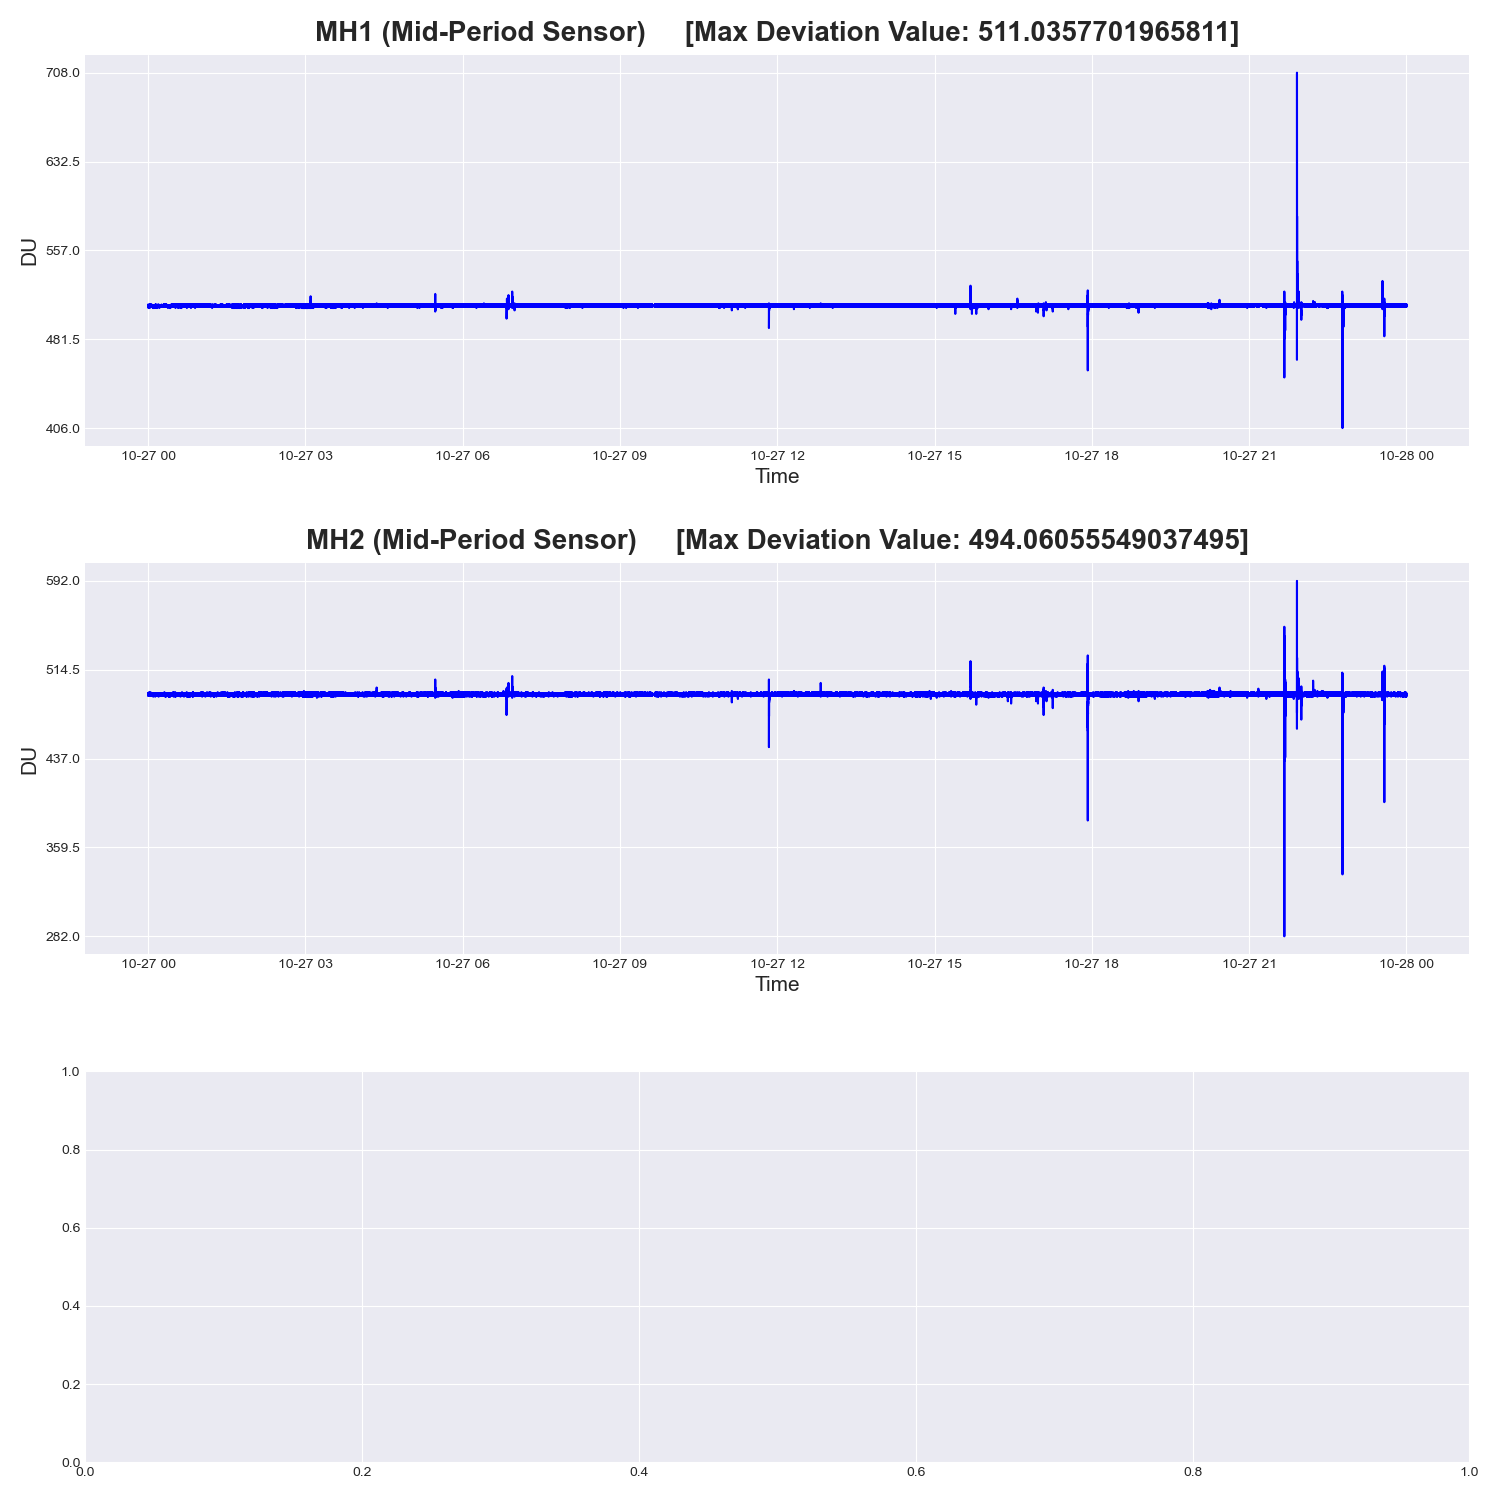 MH1 (Mid-Period Sensor) [Max Deviation Value: 511.0357701965811]
708.0
632.5
557.0
481.5
406.0
DU
10-27 00 10-27 03 10-27 06 10-27 09 10-27 12 10-27 15 10-27 18 10-27 21 10-28 00
Time
MH2 (Mid-Period Sensor) [Max Deviation Value: 494.06055549037495]
592.0
514.5
437.0
359.5
282.0
DU
10-27 00 10-27 03 10-27 06 10-27 09 10-27 12 10-27 15 10-27 18 10-27 21 10-28 00
Time
1.0
0.8
0.6
0.4
0.2
0.0
0.0 0.2 0.4 0.6 0.8 1.0